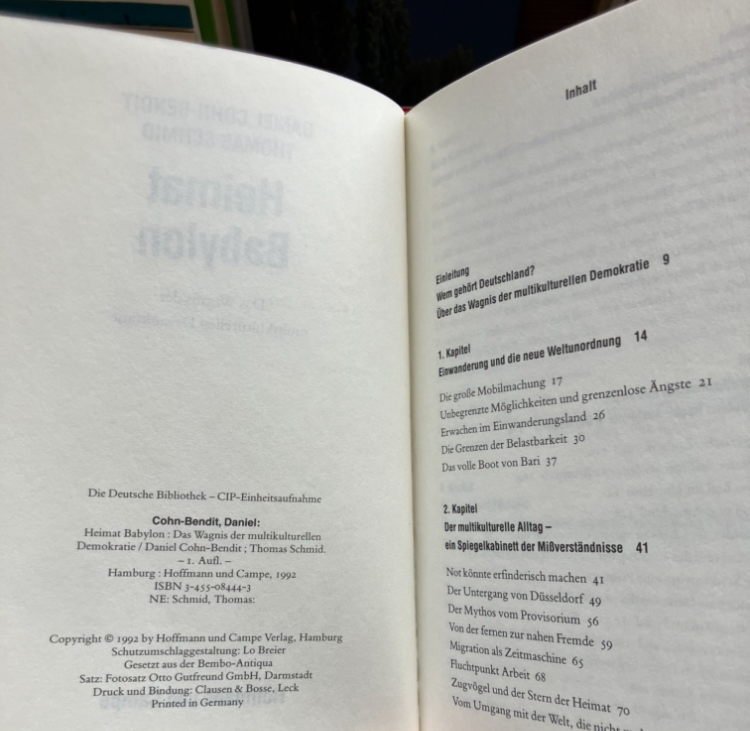 Die Deutsche Bibliothek – CIP-Einheitsaufnahme
Cohn-Bendit, Daniel:
Heimat Babylon : Das Wagnis der multikulturellen
Demokratie / Daniel Cohn-Bendit ; Thomas Schmid.
– 1. Aufl. –
Hamburg : Hoffmann und Campe, 1992
ISBN 3-455-08444-3
NE: Schmid, Thomas:
Copyright © 1992 by Hoffmann und Campe Verlag, Hamburg
Schutzumschlaggestaltung: Lo Breier
Gesetzt aus der Bembo-Antiqua
Satz: Fotosatz Otto Gutfreund GmbH, Darmstadt
Druck und Bindung: Clausen & Bosse, Leck
Printed in Germany
Inhalt
Einleitung
Wem gehört Deutschland?
Über das Wagnis der multikulturellen Demokratie 9
1. Kapitel
Einwanderung und die neue Weltunordnung 14
Die große Mobilmachung 17
Unbegrenzte Möglichkeiten und grenzenlose Ängste 21
Erwachen im Einwanderungsland 26
Die Grenzen der Belastbarkeit 30
Das volle Boot von Bari 37
2. Kapitel
Der multikulturelle Alltag –
ein Spiegelkabinett der Mißverständnisse 41
Not könnte erfinderisch machen 41
Der Untergang von Düsseldorf 49
Der Mythos vom Provisorium 56
Von der fernen zur nahen Fremde 59
Migration als Zeitmaschine 65
Fluchtpunkt Arbeit 68
Zugvögel und der Stern der Heimat 70
Vom Umgang mit der Welt, die nicht